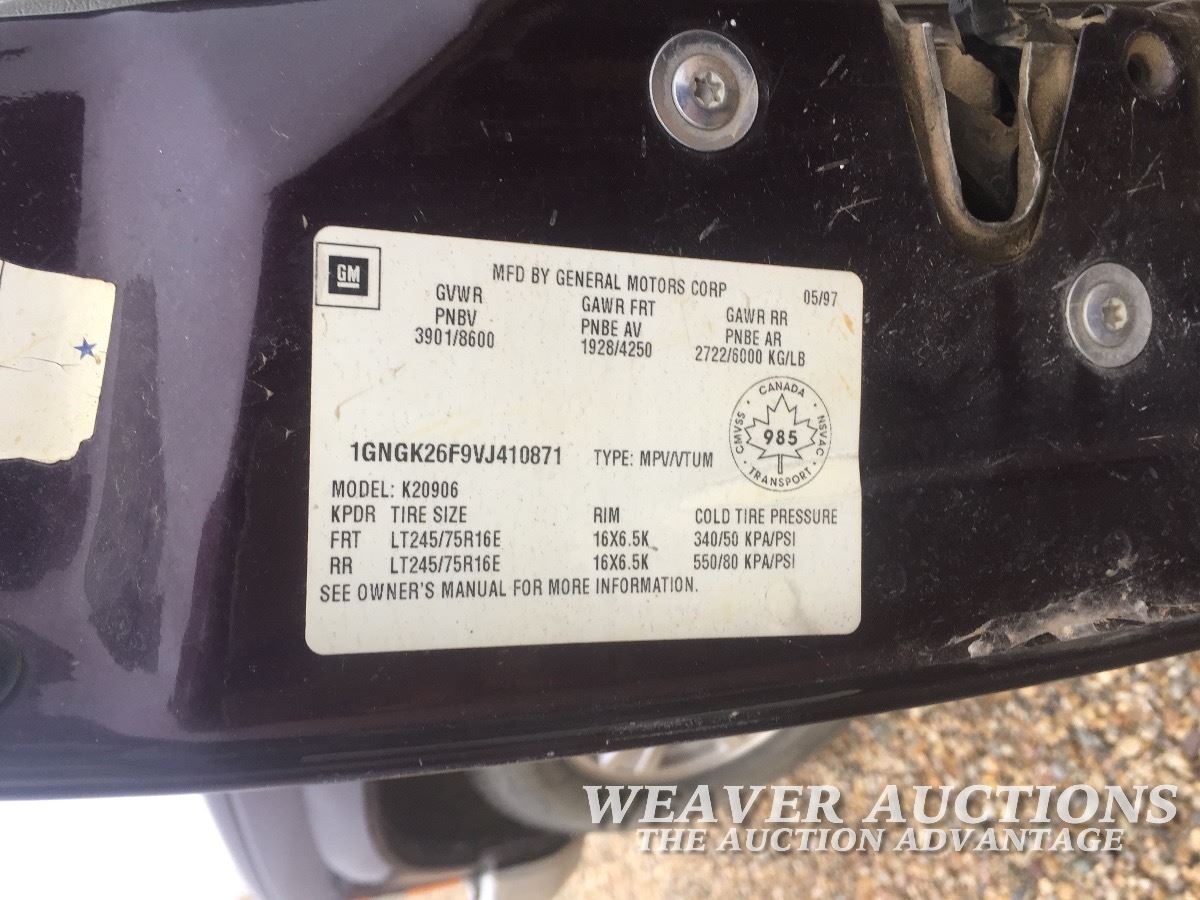 GM
MFD BY GENERAL MOTORS CORP 05/97
GVWR GAWR FRT GAWR RR
PNBV PNBE AV PNBE AR
3901/8600 1928/4250 2722/6000 KG/LB
CANADA
CMVSS 985 NSVAC
TRANSPORT
1GNGK26F9VJ410871 TYPE: MPV/VTUM
MODEL: K20906
KPDR TIRE SIZE RIM COLD TIRE PRESSURE
FRT LT245/75R16E 16X6.5K 340/50 KPA/PSI
RR LT245/75R16E 16X6.5K 550/80 KPA/PSI
SEE OWNER'S MANUAL FOR MORE INFORMATION.
WEAVER AUCTIONS
THE AUCTION ADVANTAGE